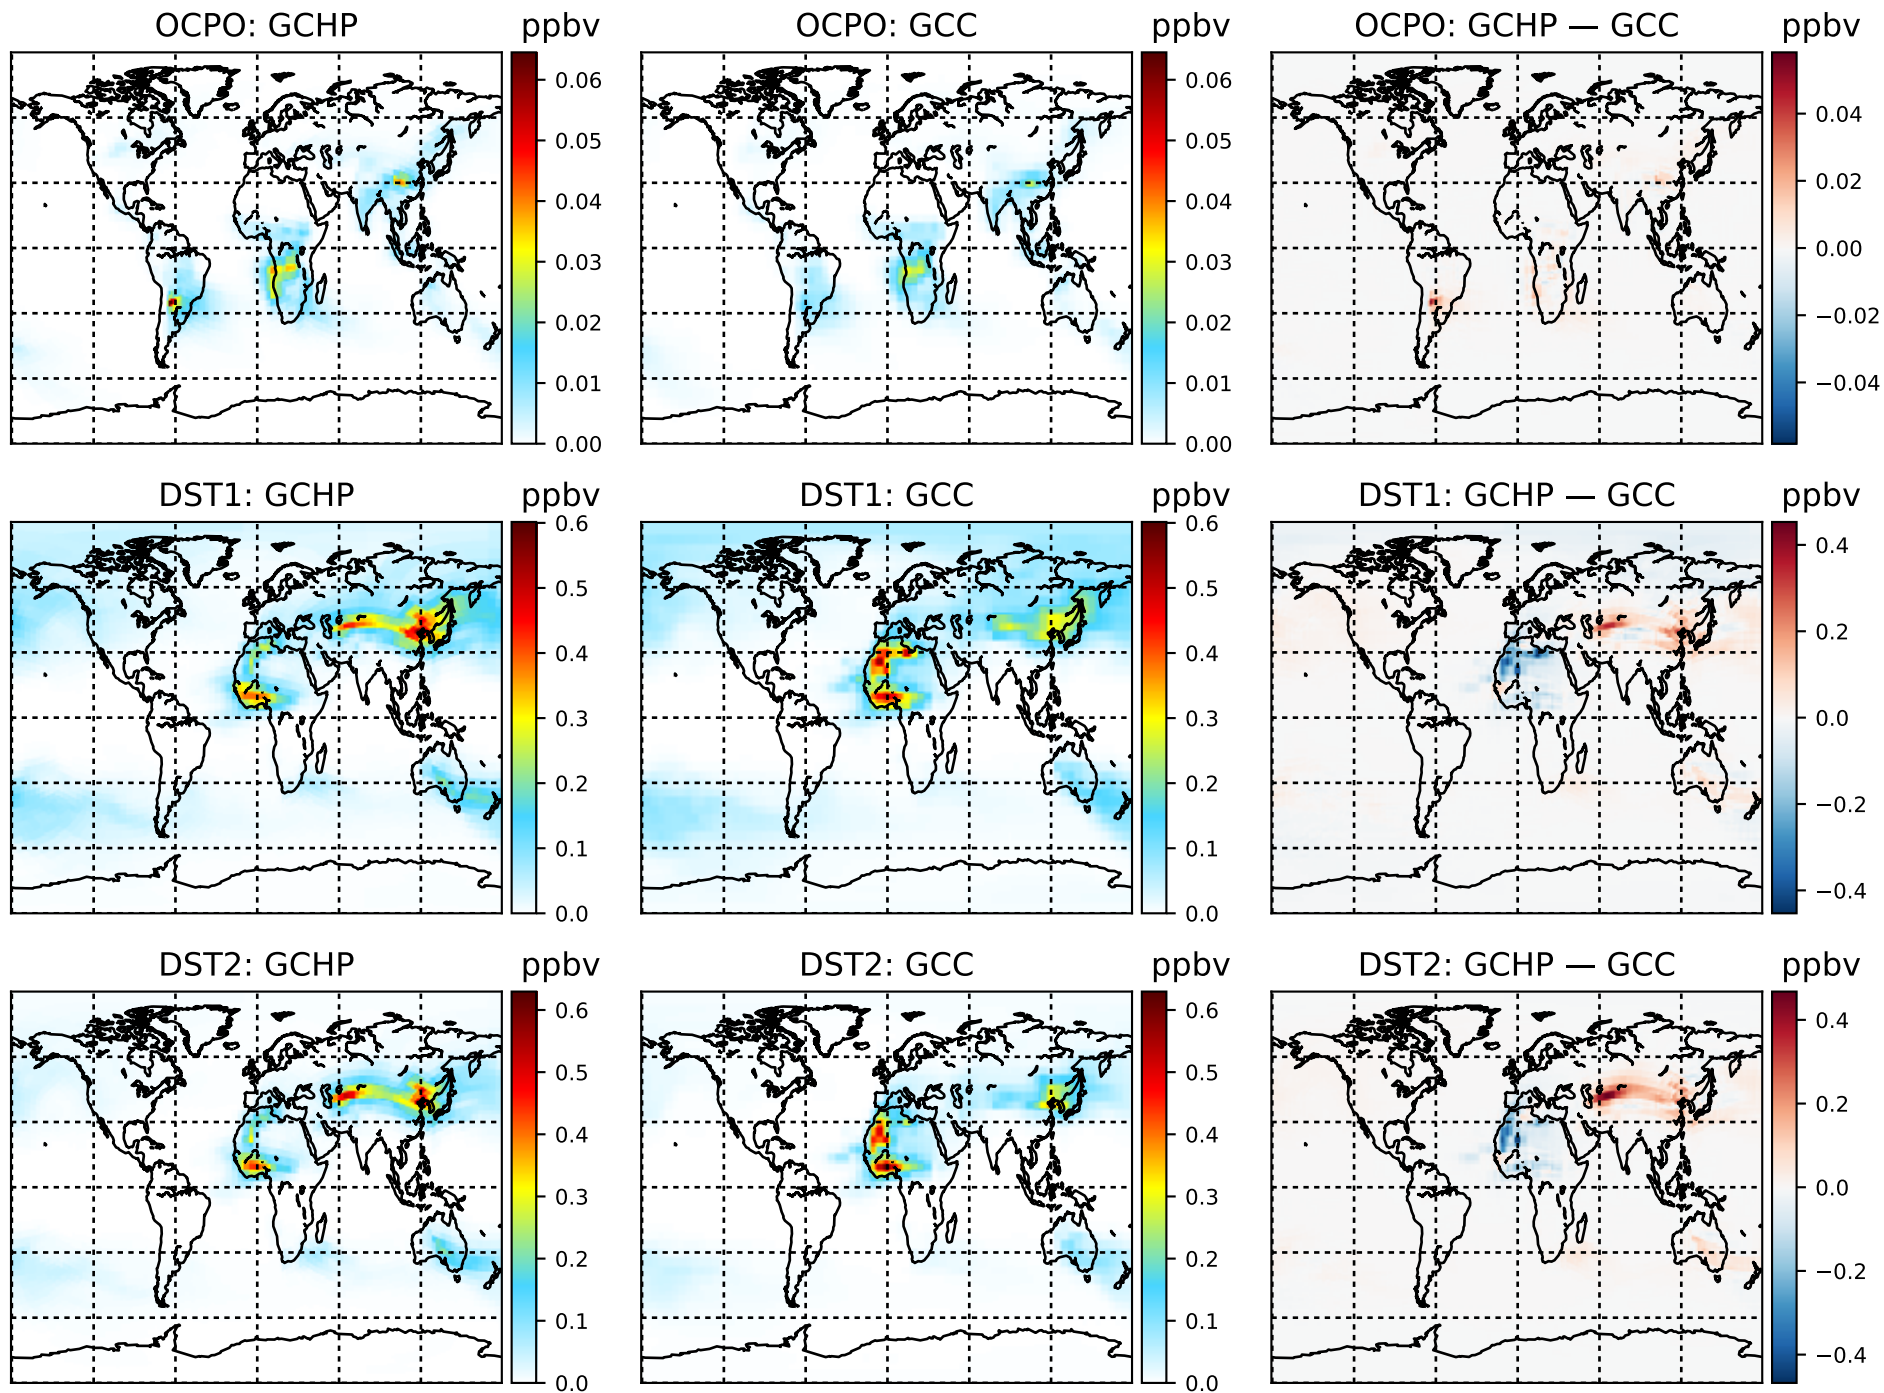 OCPO: GCHP ppbv OCPO: GCC ppbv OCPO: GCHP — GCC ppbv
0.06 0.06 0.04
0.05 0.05 0.02
0.04 0.04 0.00
0.03 0.03 −0.02
0.02 0.02 −0.04
0.01 0.01
0.00 0.00
DST1: GCHP ppbv DST1: GCC ppbv DST1: GCHP — GCC ppbv
0.6 0.6 0.4
0.5 0.5 0.2
0.4 0.4 0.0
0.3 0.3 −0.2
0.2 0.2 −0.4
0.1 0.1
0.0 0.0
DST2: GCHP ppbv DST2: GCC ppbv DST2: GCHP — GCC ppbv
0.6 0.6 0.4
0.5 0.5 0.2
0.4 0.4 0.0
0.3 0.3 −0.2
0.2 0.2 −0.4
0.1 0.1
0.0 0.0